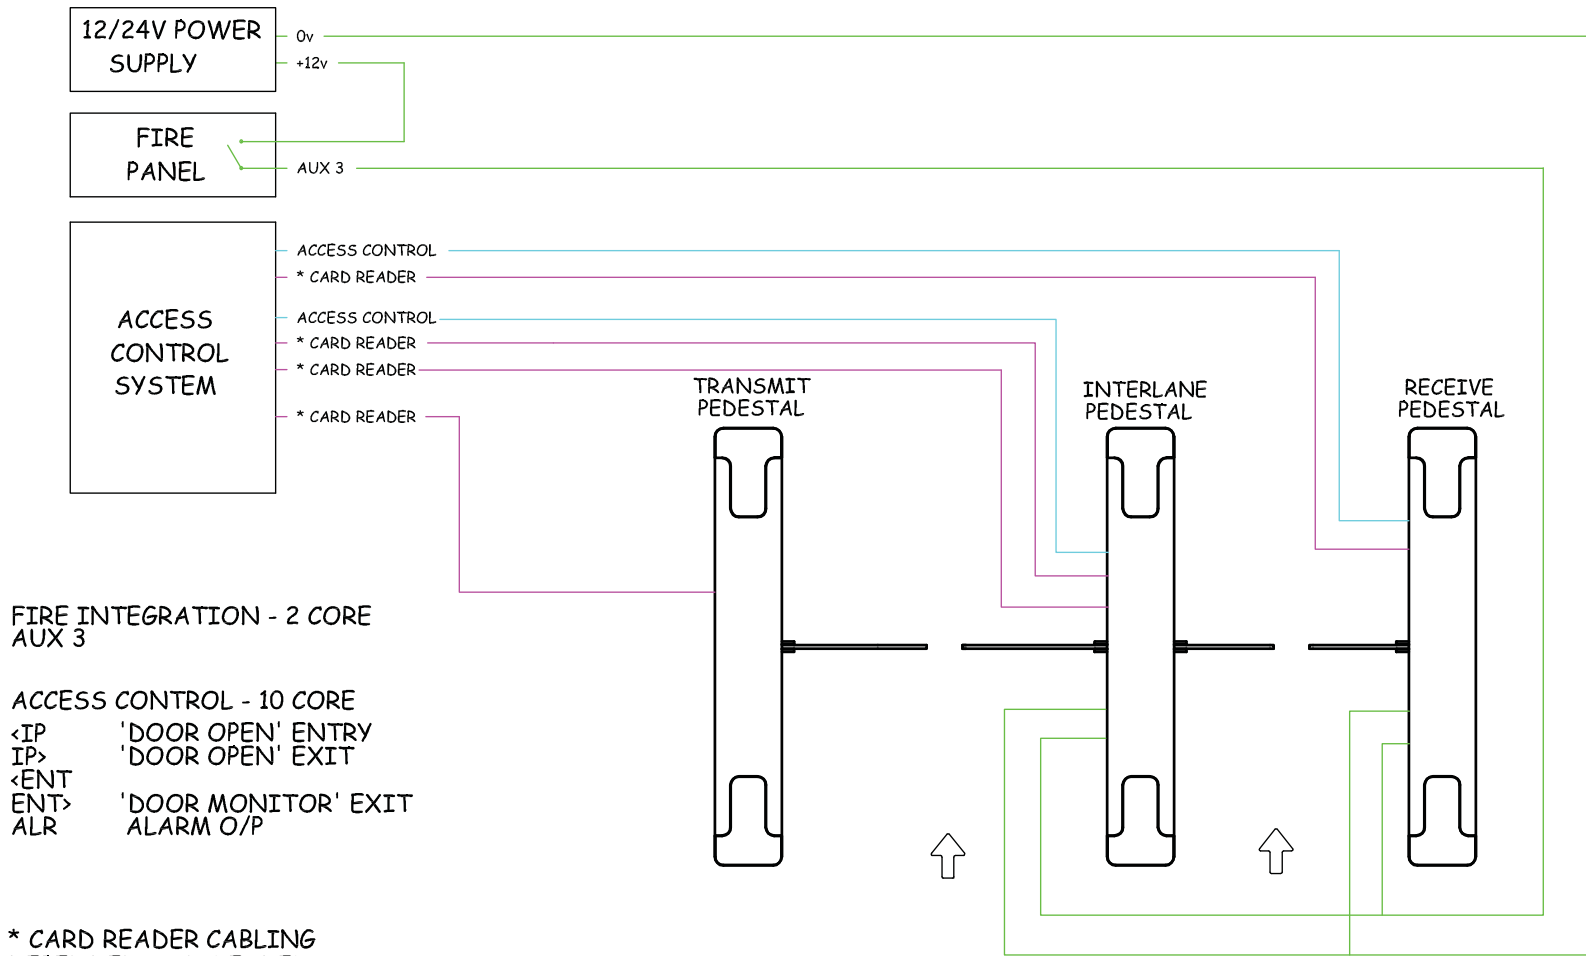 12/24V POWER
SUPPLY
0v
+12v
FIRE
PANEL
AUX 3
ACCESS
CONTROL
SYSTEM
ACCESS CONTROL
* CARD READER
ACCESS CONTROL
* CARD READER
* CARD READER
* CARD READER
TRANSMIT
PEDESTAL
INTERLANE
PEDESTAL
RECEIVE
PEDESTAL
FIRE INTEGRATION - 2 CORE
AUX 3
ACCESS CONTROL - 10 CORE
<IP 'DOOR OPEN' ENTRY
IP> 'DOOR OPEN' EXIT
<ENT
ENT> 'DOOR MONITOR' EXIT
ALR ALARM O/P
* CARD READER CABLING